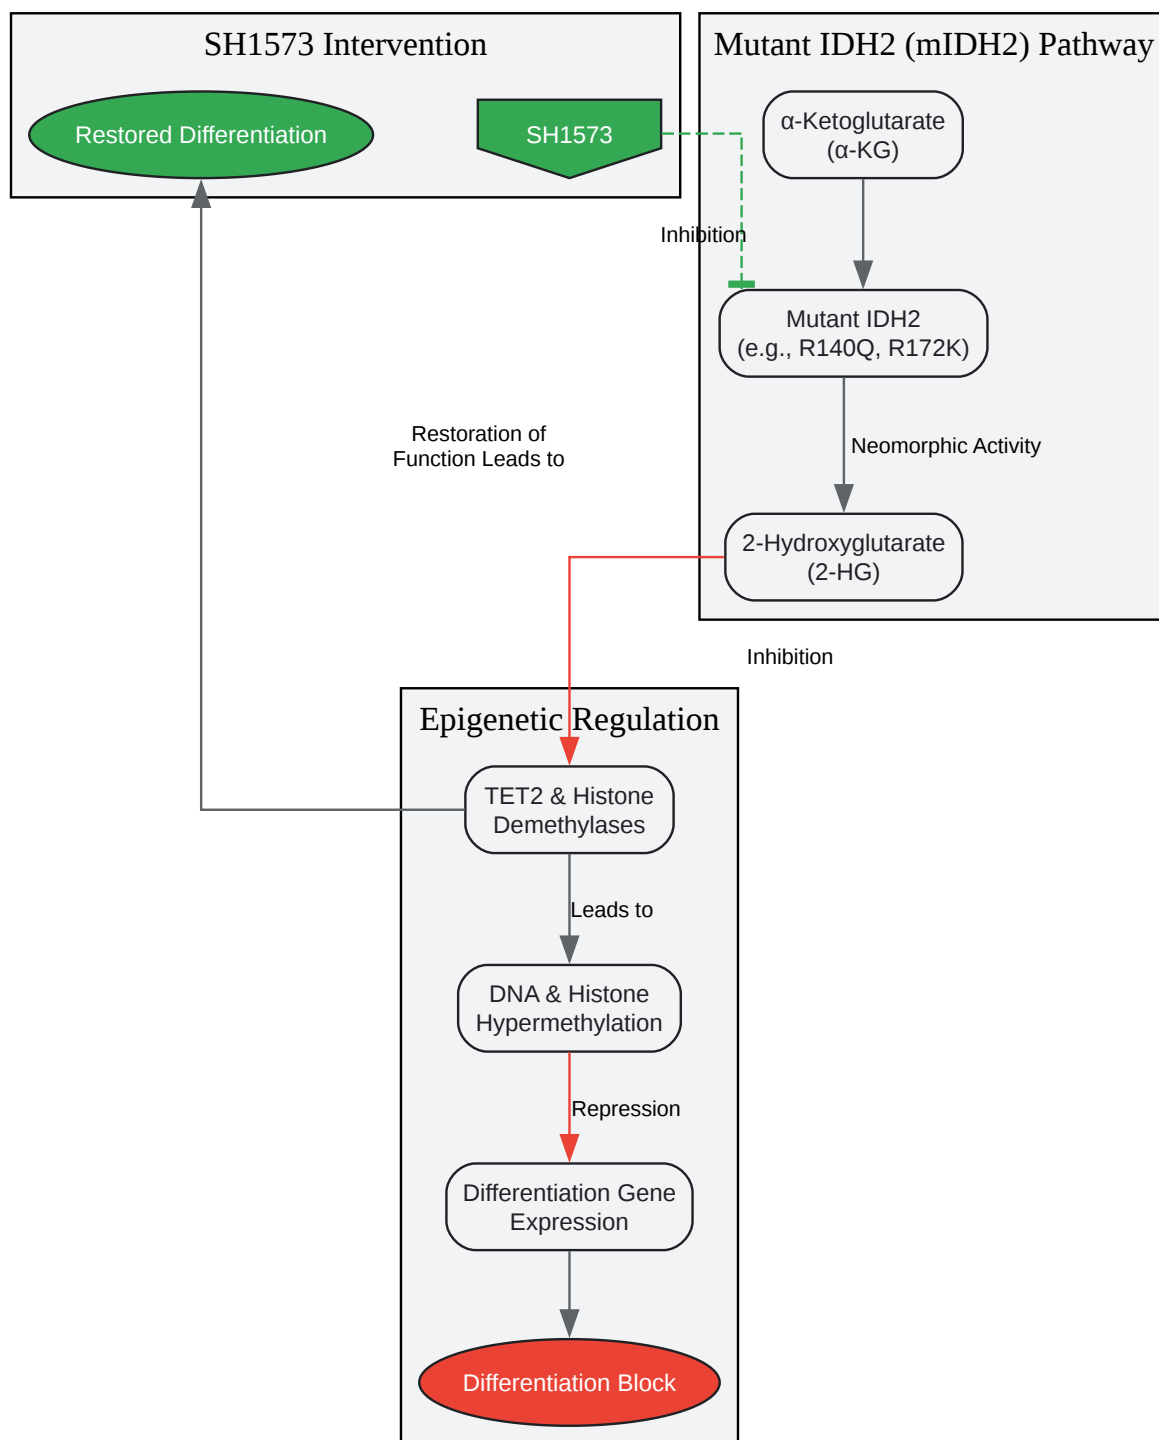 SH1573 Intervention
Restored Differentiation
SH1573
Mutant IDH2 (mIDH2) Pathway
α-Ketoglutarate
(α-KG)
Inhibition
Mutant IDH2
(e.g., R140Q, R172K)
Restoration of
Function Leads to
Neomorphic Activity
2-Hydroxyglutarate
(2-HG)
Inhibition
Epigenetic Regulation
TET2 & Histone
Demethylases
Leads to
DNA & Histone
Hypermethylation
Repression
Differentiation Gene
Expression
Differentiation Block